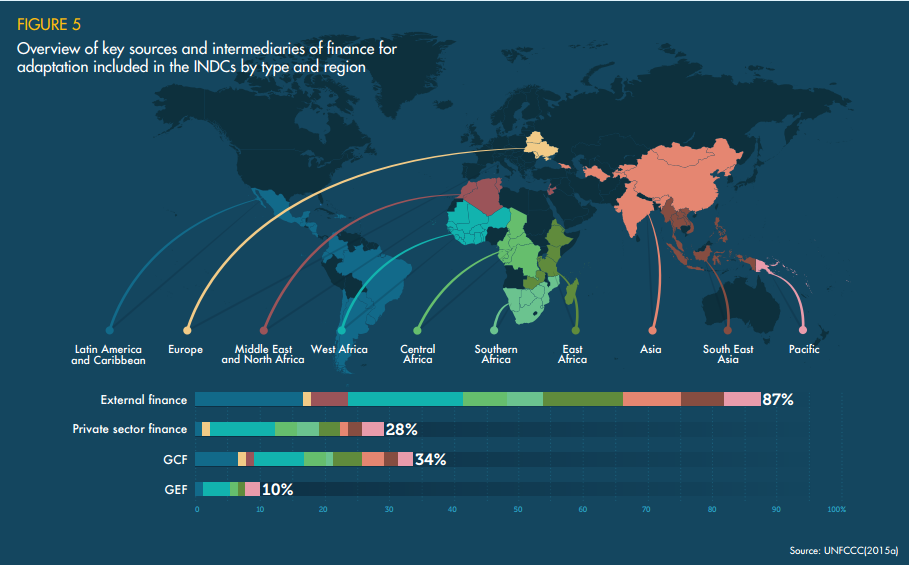 FIGURE 5
Overview of key sources and intermediaries of finance for
adaptation included in the INDCs by type and region
Latin America
and Caribbean
Europe
Middle East
and North Africa
West Africa
Central
Africa
Southern
Africa
East
Africa
Asia
South East
Asia
Pacific
External finance 87%
Private sector finance 28%
GCF 34%
GEF 10%
0 10 20 30 40 50 60 70 80 90 100%
Source: UNFCCC(2015a)